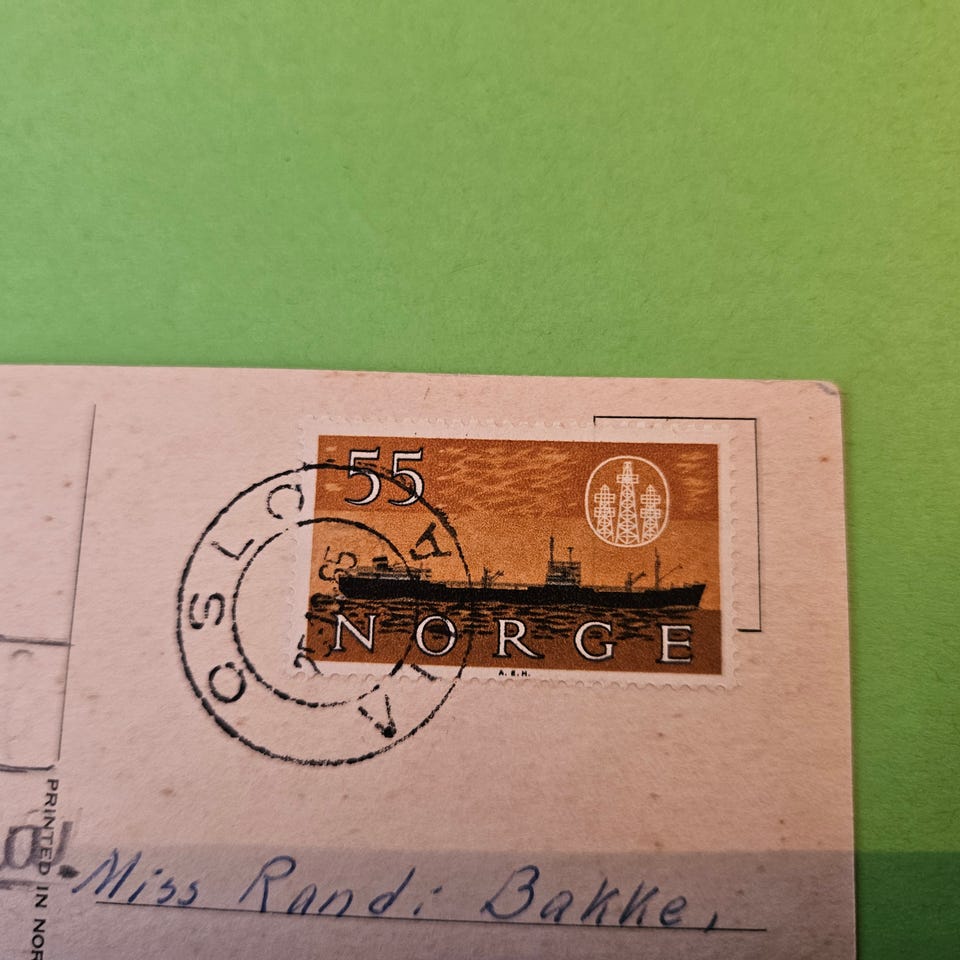 55
NORGE
A.E.H.
OSLO
Miss Randi Bakke,
PRINTED IN NOR